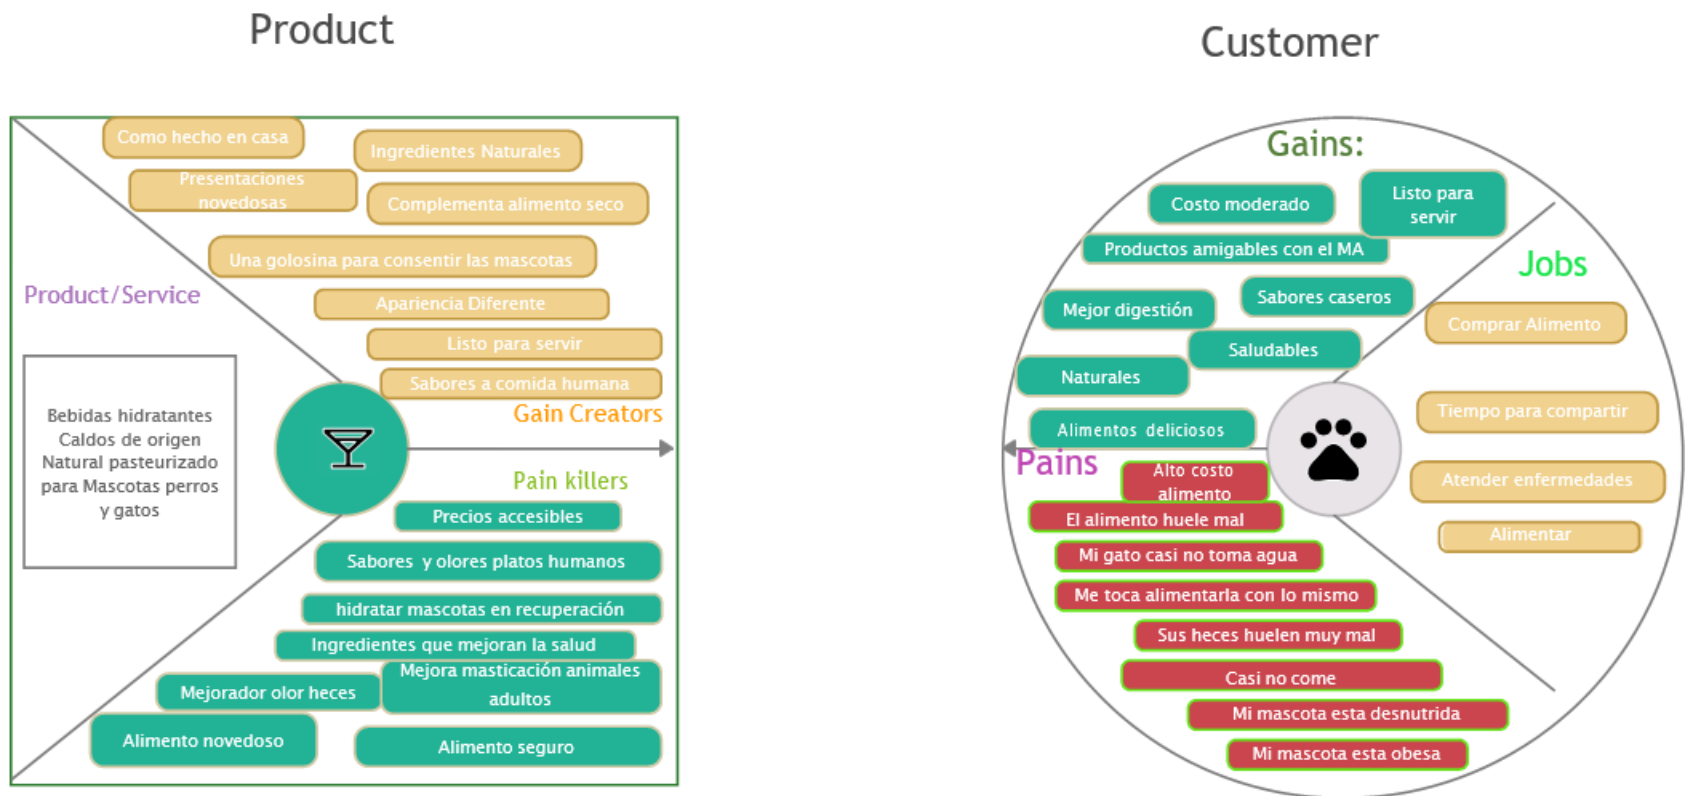 Product
Customer
Como hecho en casa
Ingredientes Naturales
Presentaciones
novedosas
Complementa alimento seco
Una golosina para consentir las mascotas
Product/Service
Apariencia Diferente
Listo para servir
Sabores a comida humana
Gain Creators
Bebidas hidratantes
Caldos de origen
Natural pasteurizado
para Mascotas perros
y gatos
Pain killers
Precios accesibles
Sabores y olores platos humanos
hidratar mascotas en recuperación
Ingredientes que mejoran la salud
Mejora masticación animales
adultos
Mejorador olor heces
Alimento novedoso
Alimento seguro
Gains:
Costo moderado
Listo para
servir
Productos amigables con el MA
Sabores caseros
Mejor digestión
Saludables
Naturales
Alimentos deliciosos
Jobs
Comprar Alimento
Tiempo para compartir
Atender enfermedades
Alimentar
Pains
Alto costo
alimento
El alimento huele mal
Mi gato casi no toma agua
Me toca alimentarla con lo mismo
Sus heces huelen muy mal
Casi no come
Mi mascota esta desnutrida
Mi mascota esta obesa